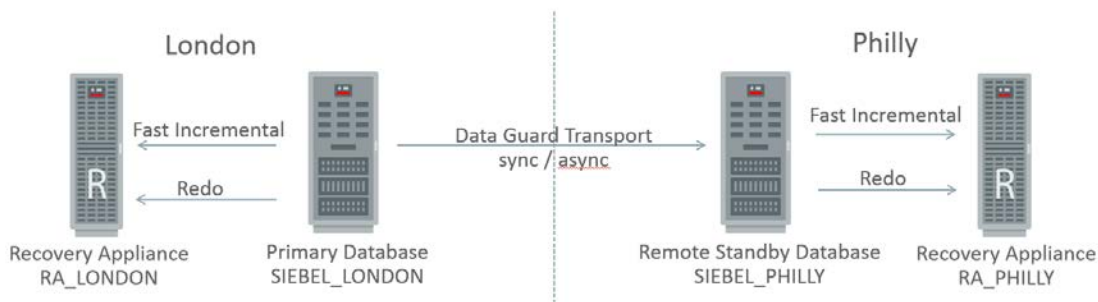 London
Philly
Fast Incremental
Data Guard Transport
sync / async
Fast Incremental
R
Redo
Redo
R
Recovery Appliance
RA_LONDON
Primary Database
SIEBEL_LONDON
Remote Standby Database
SIEBEL_PHILLY
Recovery Appliance
RA_PHILLY